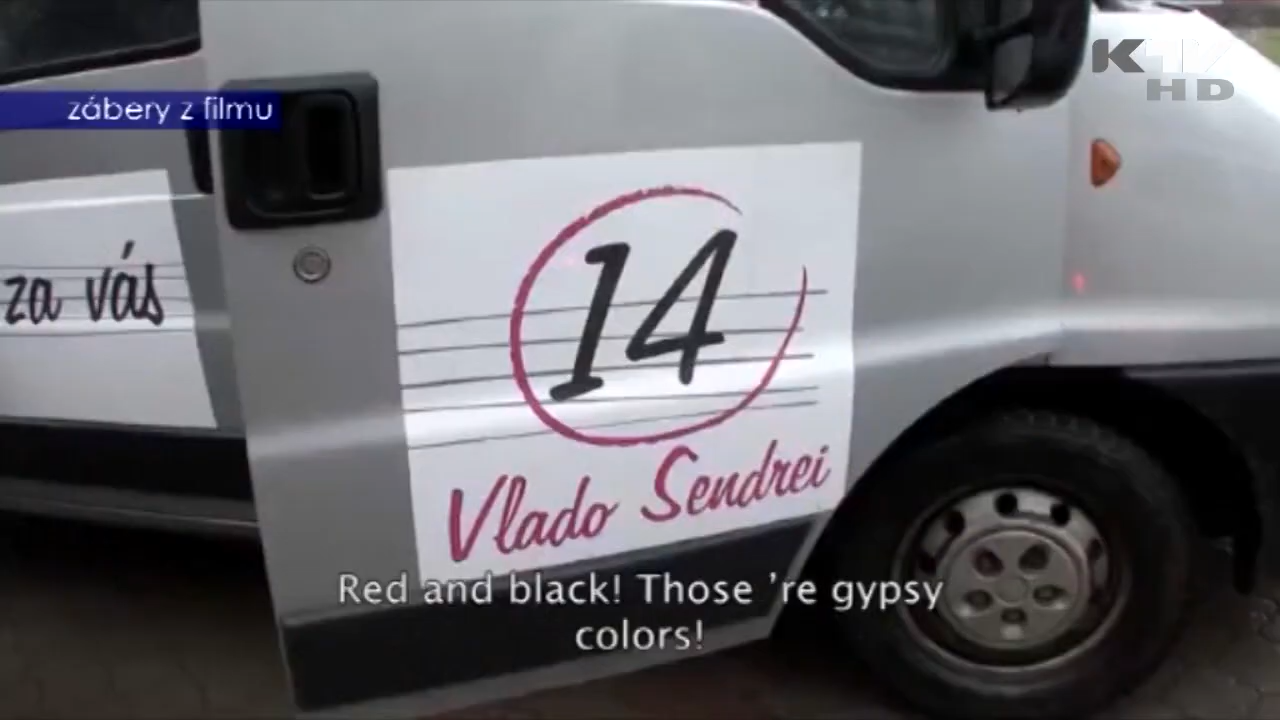 KTV
HD
zábery z filmu
za vás
14
Vlado Sendrei
Red and black! Those 're gypsy
colors!